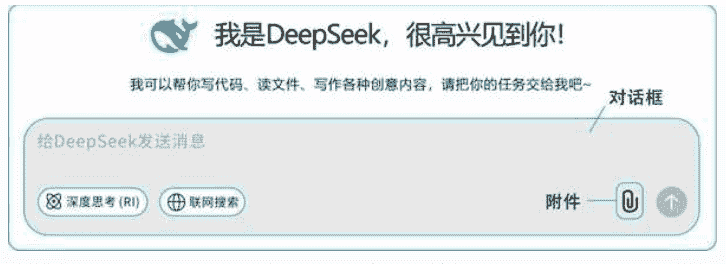 我是DeepSeek，很高兴见到你！
我可以帮你写代码、读文件、写作各种创意内容，请把你的任务交给我吧~
对话框
给DeepSeek发送消息
深度思考 (RI)
联网搜索
附件